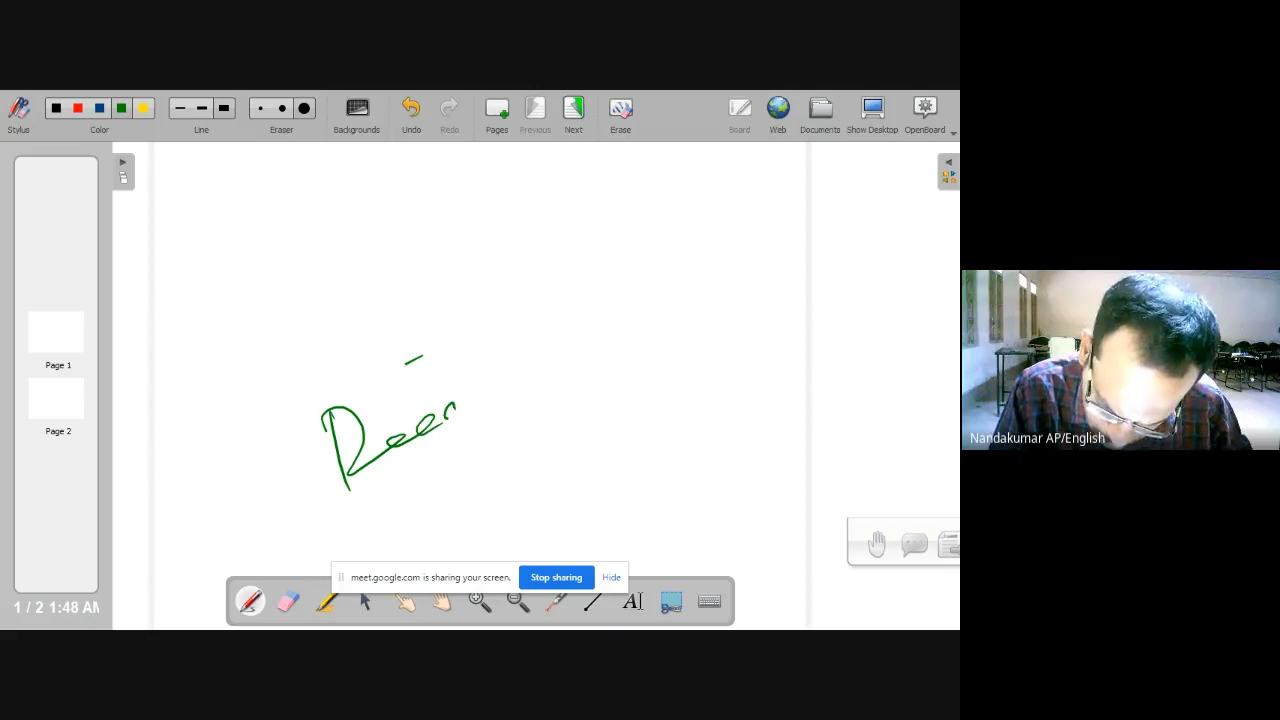 Stylus
Color
Line
Eraser
Backgrounds
Undo
Redo
Pages
Previous
Next
Erase
Board
Web
Documents
Show Desktop
OpenBoard
Page 1
Page 2
Deer
Nandakumar AP/English
meet.google.com is sharing your screen.
Stop sharing
Hide
A
1 / 2 1:48 AM